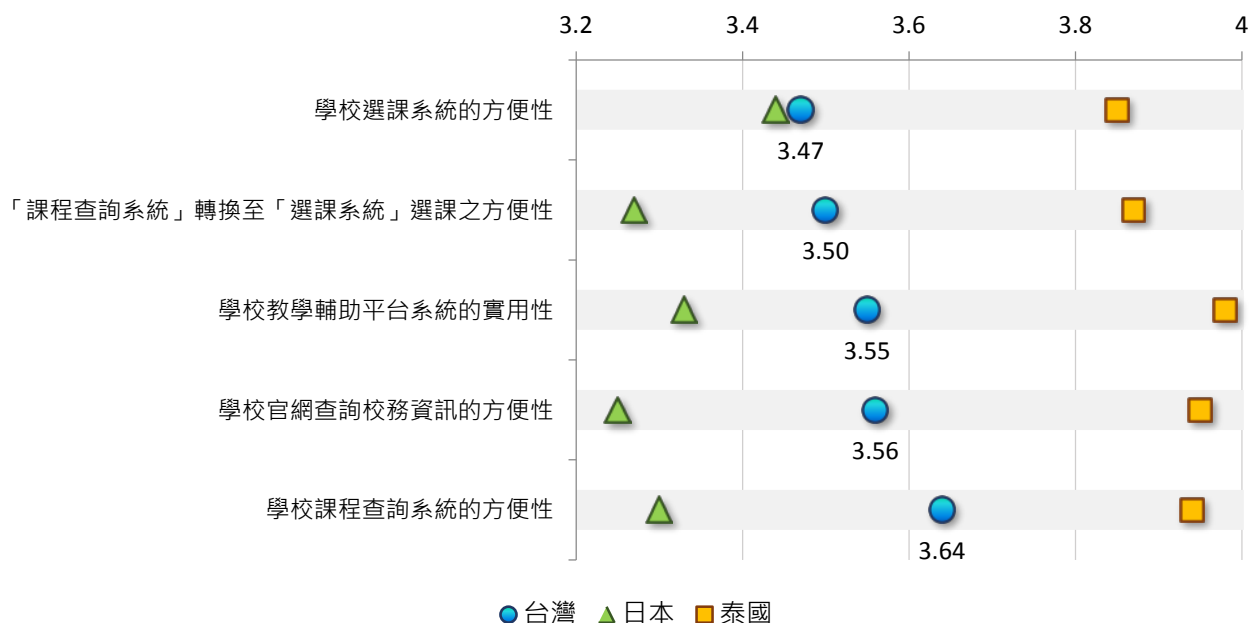 3.2 3.4 3.6 3.8 4
學校選課系統的方便性
3.47
「課程查詢系統」轉換至「選課系統」選課之方便性
3.50
學校教學輔助平台系統的實用性
3.55
學校官網查詢校務資訊的方便性
3.56
學校課程查詢系統的方便性
3.64
台灣 日本 泰國